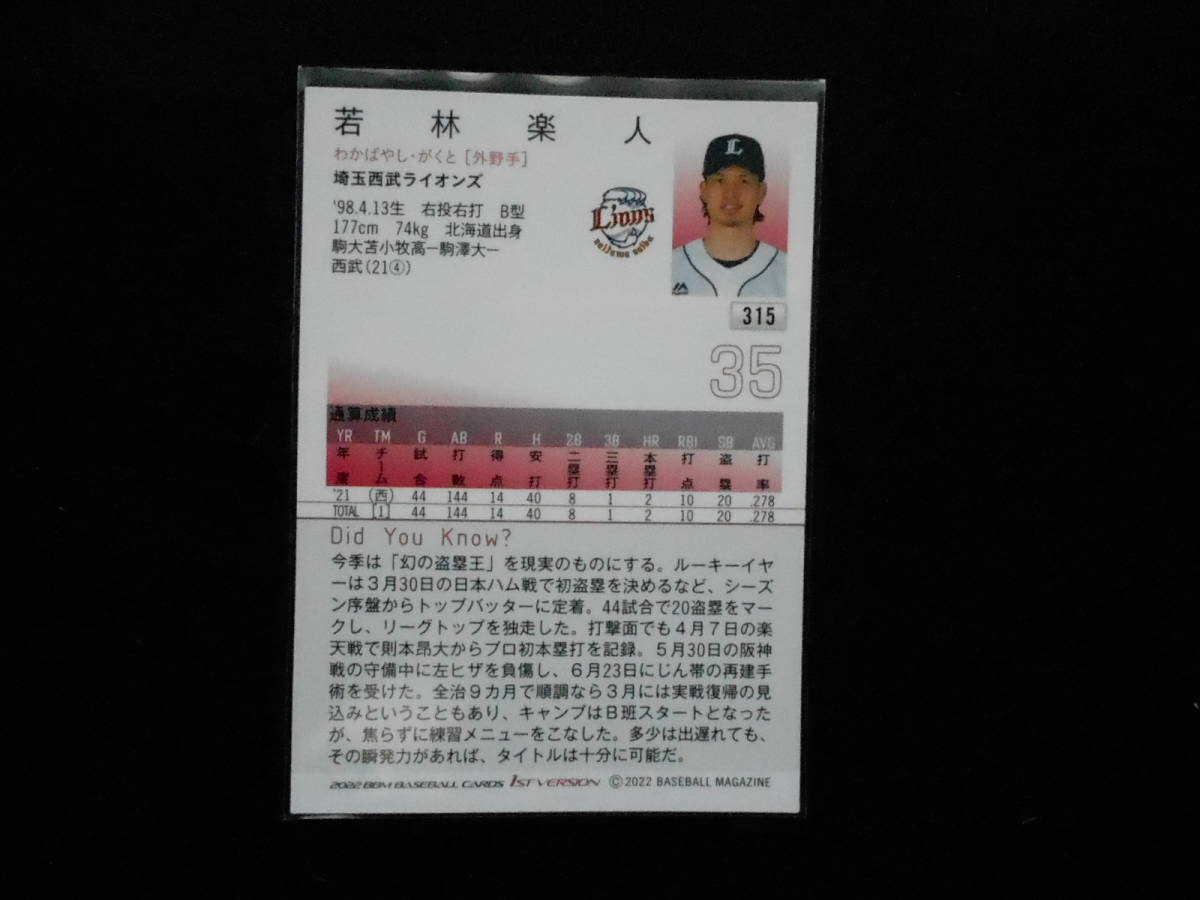 若林楽人
わかばやし・がくと［外野手］
埼玉西武ライオンズ
'98.4.13生 右投右打 B型
177cm 74kg 北海道出身
駒大苫小牧高ー駒澤大ー
西武(21④)
Lions
L
315
35
通算成績
YR TM G AB R H 2B 3B HR RBI SB AVG
年度 チーム 試合 打数 得点 安打 二塁打 三塁打 本塁打 打点 盗塁 打率
'21 (西) 44 144 14 40 8 1 2 10 20 .278
TOTAL [1] 44 144 14 40 8 1 2 10 20 .278
Did You Know?
今季は「幻の盗塁王」を現実のものにする。ルーキーイヤ
ーは３月30日の日本ハム戦で初盗塁を決めるなど、シーズ
ン序盤からトップバッターに定着。44試合で20盗塁をマー
クし、リーグトップを独走した。打撃面でも４月７日の楽
天戦で則本昂大からプロ初本塁打を記録。５月30日の阪神
戦の守備中に左ヒザを負傷し、６月23日にじん帯の再建手
術を受けた。全治９カ月で順調なら３月には実戦復帰の見
込みということもあり、キャンプはＢ班スタートとなった
が、焦らずに練習メニューをこなした。多少は出遅れても、
その瞬発力があれば、タイトルは十分に可能だ。
2022 BBM BASEBALL CARDS 1ST VERSION ©2022 BASEBALL MAGAZINE